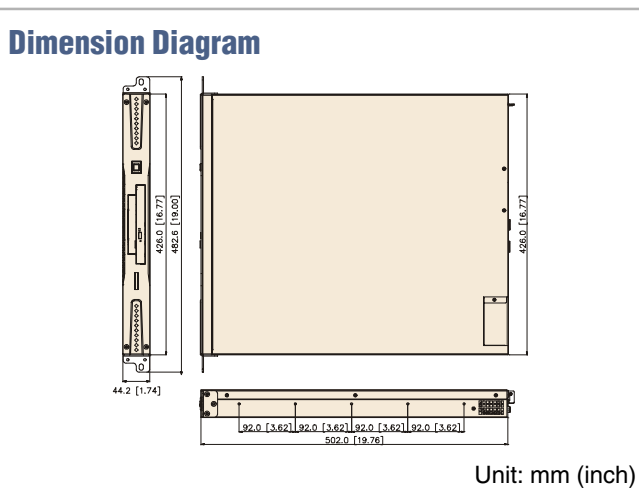 Dimension Diagram
426.0 [16.77]
482.6 [19.00]
426.0 [16.77]
44.2 [1.74]
92.0 [3.62] 92.0 [3.62] 92.0 [3.62] 92.0 [3.62]
502.0 [19.76]
Unit: mm (inch)